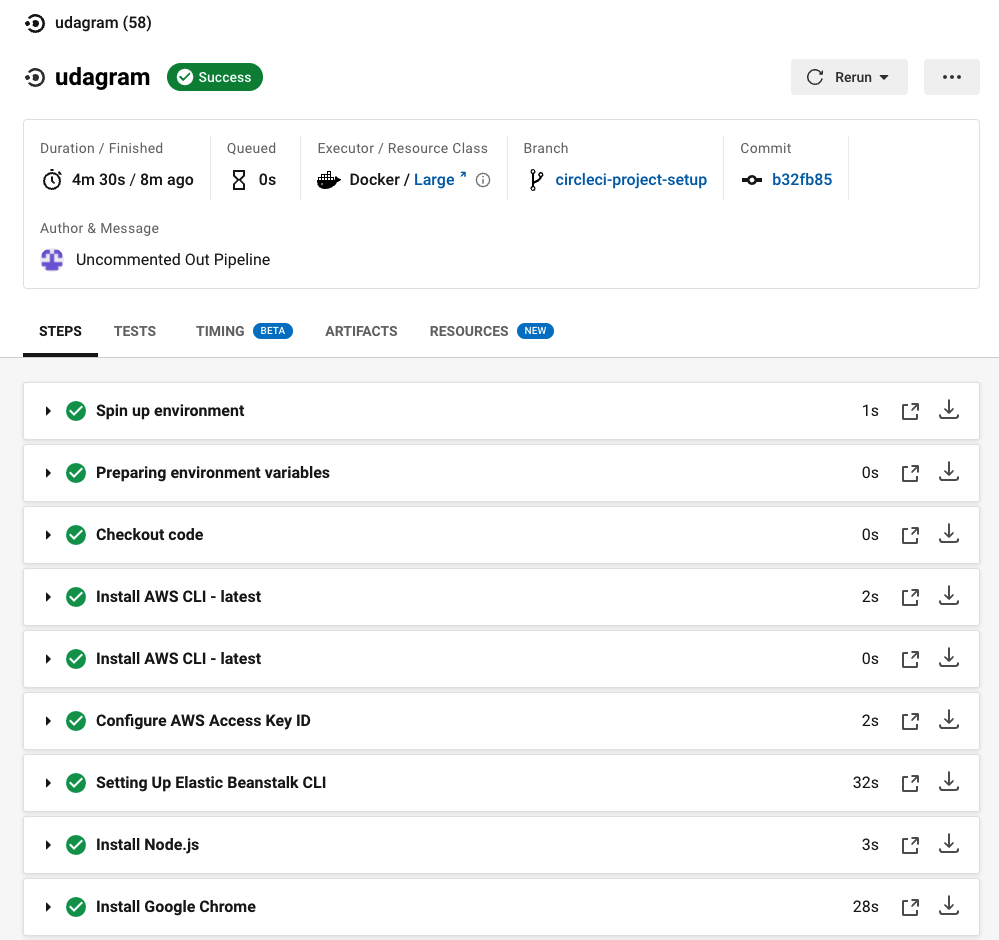 udagram (58)
udagram Success Rerun
Duration / Finished Queued Executor / Resource Class Branch Commit
4m 30s / 8m ago 0s Docker / Large circleci-project-setup b32fb85
Author & Message
Uncommented Out Pipeline
STEPS TESTS TIMING BETA ARTIFACTS RESOURCES NEW
Spin up environment 1s
Preparing environment variables 0s
Checkout code 0s
Install AWS CLI - latest 2s
Install AWS CLI - latest 0s
Configure AWS Access Key ID 2s
Setting Up Elastic Beanstalk CLI 32s
Install Node.js 3s
Install Google Chrome 28s